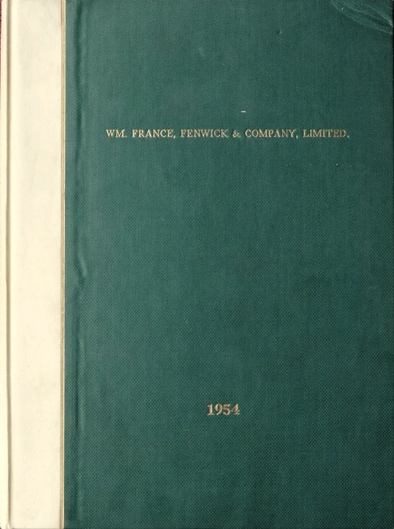 WM. FRANCE, FENWICK & COMPANY, LIMITED.
1954